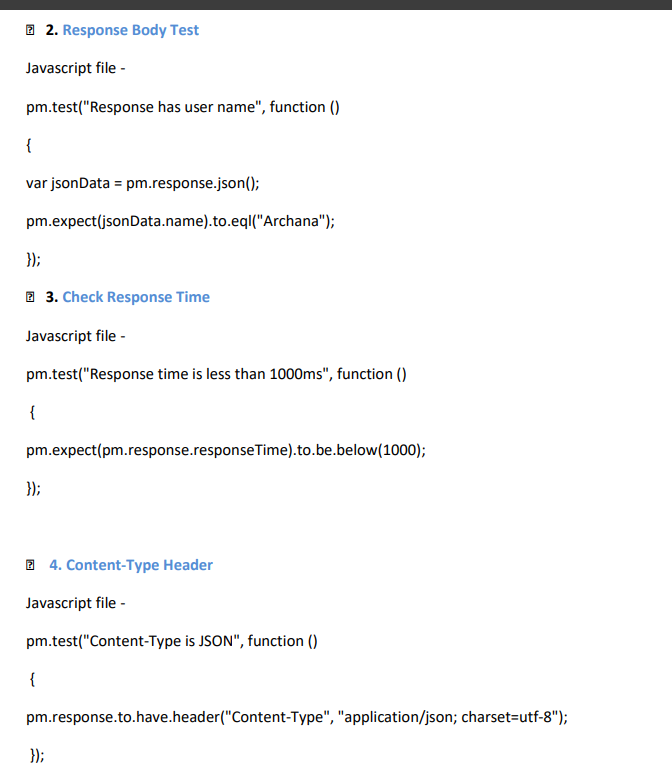 2. Response Body Test
Javascript file -
pm.test("Response has user name", function ()
{
var jsonData = pm.response.json();
pm.expect(jsonData.name).to.eql("Archana");
});
3. Check Response Time
Javascript file -
pm.test("Response time is less than 1000ms", function ()
{
pm.expect(pm.response.responseTime).to.be.below(1000);
});
4. Content-Type Header
Javascript file -
pm.test("Content-Type is JSON", function ()
{
pm.response.to.have.header("Content-Type", "application/json; charset=utf-8");
});